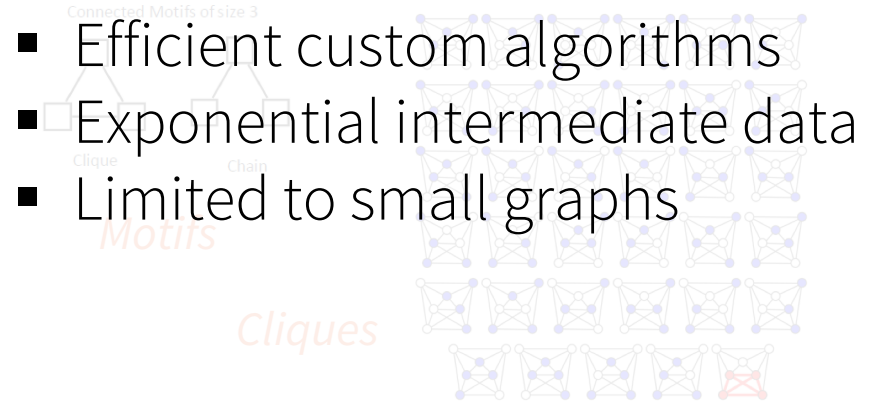 Connected Motifs of size 3
▪ Efficient custom algorithms
▪ Exponential intermediate data
Clique
Chain
▪ Limited to small graphs
Motifs
Cliques